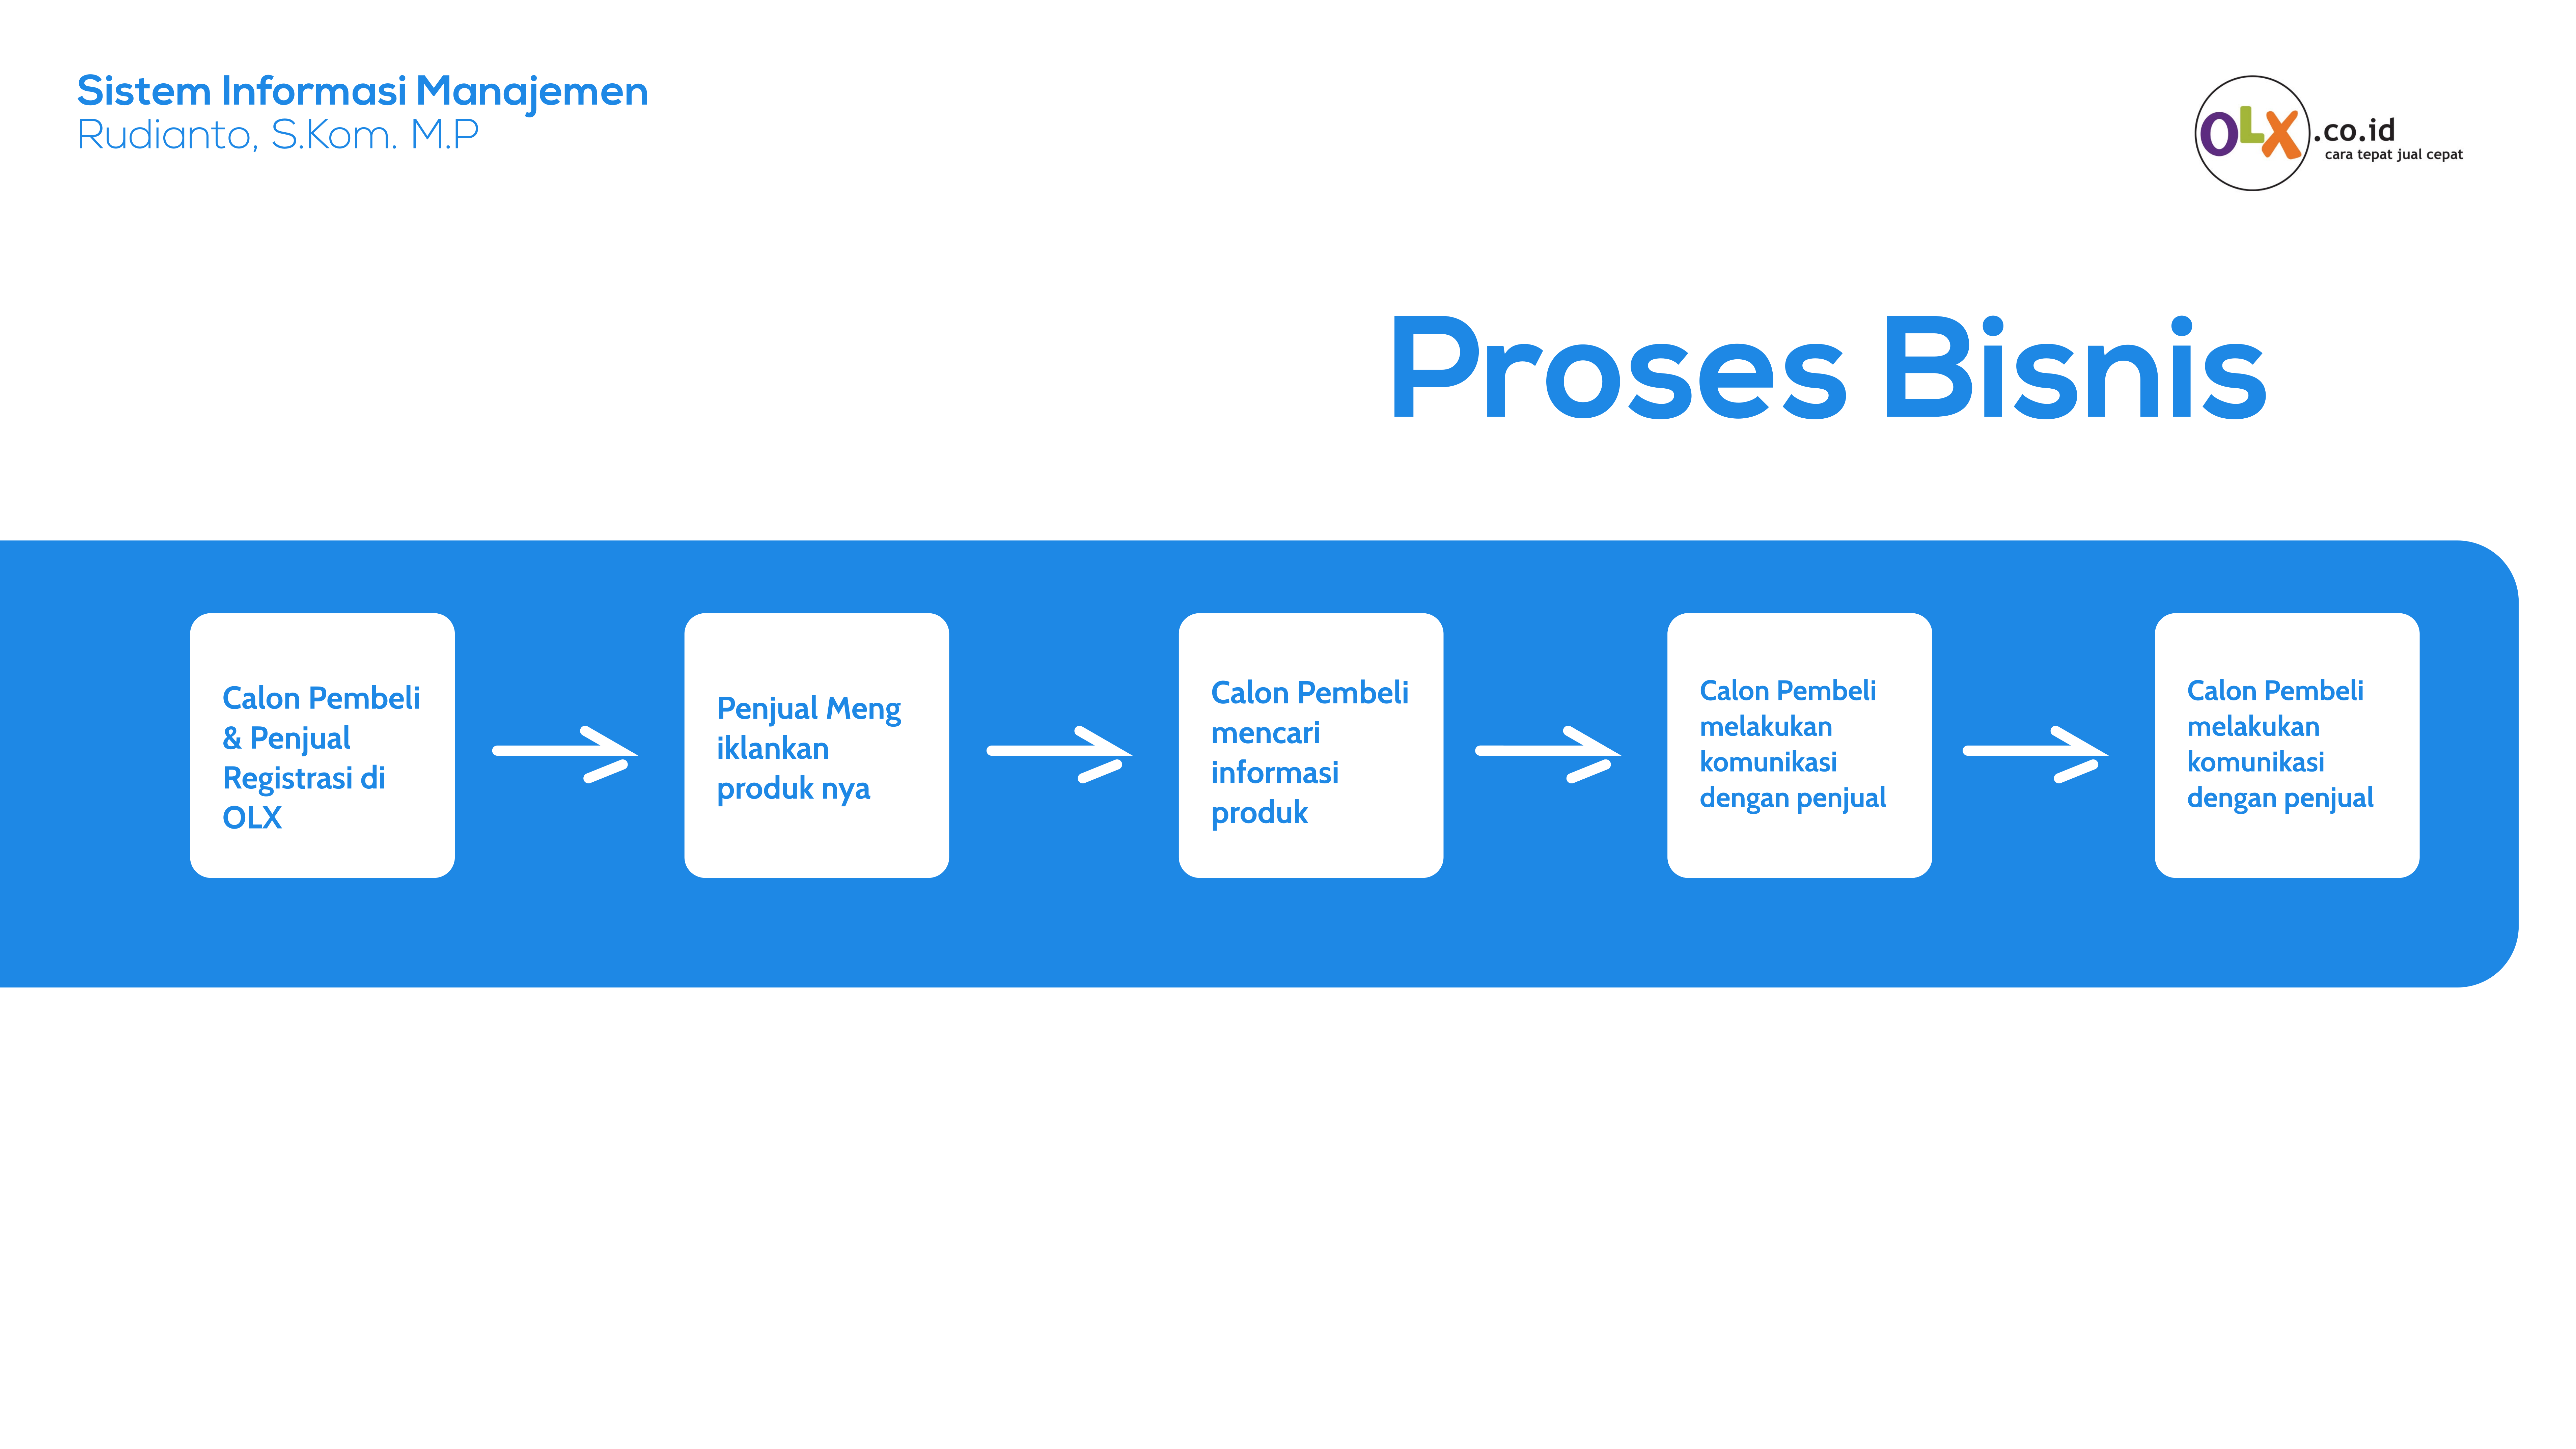 Sistem Informasi Manajemen
Rudianto, S.Kom. M.P
OLX.co.id
cara tepat jual cepat
Proses Bisnis
Calon Pembeli
& Penjual
Registrasi di
OLX
Penjual Meng
iklankan
produk nya
Calon Pembeli
mencari
informasi
produk
Calon Pembeli
melakukan
komunikasi
dengan penjual
Calon Pembeli
melakukan
komunikasi
dengan penjual